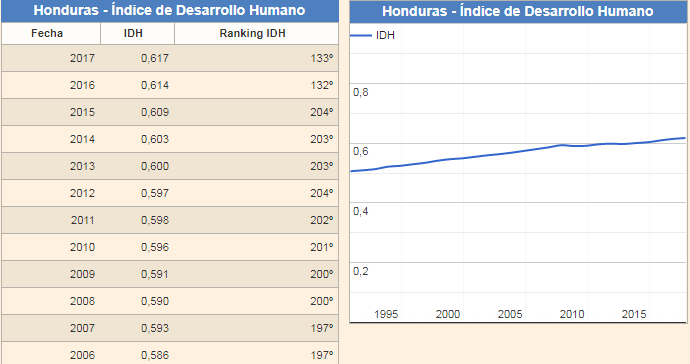 Honduras - Índice de Desarrollo Humano
Fecha IDH Ranking IDH
2017 0,617 133º
2016 0,614 132º
2015 0,609 204º
2014 0,603 203º
2013 0,600 203º
2012 0,597 204º
2011 0,598 202º
2010 0,596 201º
2009 0,591 200º
2008 0,590 200º
2007 0,593 197º
2006 0,586 197º
Honduras - Índice de Desarrollo Humano
IDH
0,8
0,6
0,4
0,2
1995 2000 2005 2010 2015